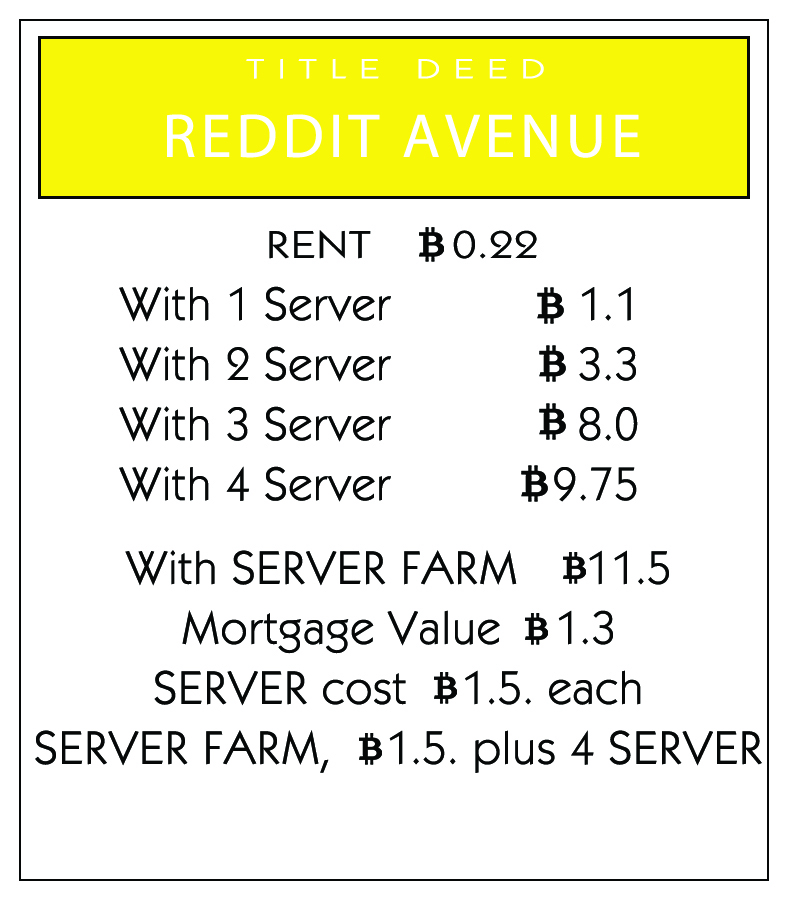 TITLE DEED
REDDIT AVENUE
RENT ₿0.22
With 1 Server ₿ 1.1
With 2 Server ₿ 3.3
With 3 Server ₿ 8.0
With 4 Server ₿9.75
With SERVER FARM ₿11.5
Mortgage Value ₿1.3
SERVER cost ₿1.5. each
SERVER FARM, ₿1.5. plus 4 SERVER